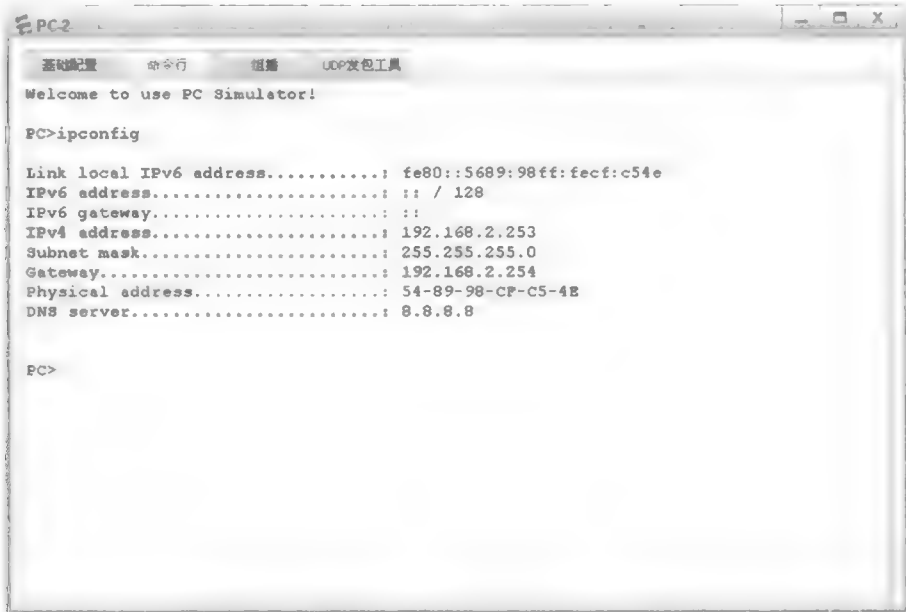 PC-2
基础配置 命令行 组播 UDP发包工具
Welcome to use PC Simulator!
PC>ipconfig
Link local IPv6 address...........: fe80::5689:98ff:fecf:c54e
IPv6 address......................: :: / 128
IPv6 gateway......................: ::
IPv4 address......................: 192.168.2.253
Subnet mask.......................: 255.255.255.0
Gateway...........................: 192.168.2.254
Physical address..................: 54-89-98-CF-C5-4E
DNS server........................: 8.8.8.8
PC>